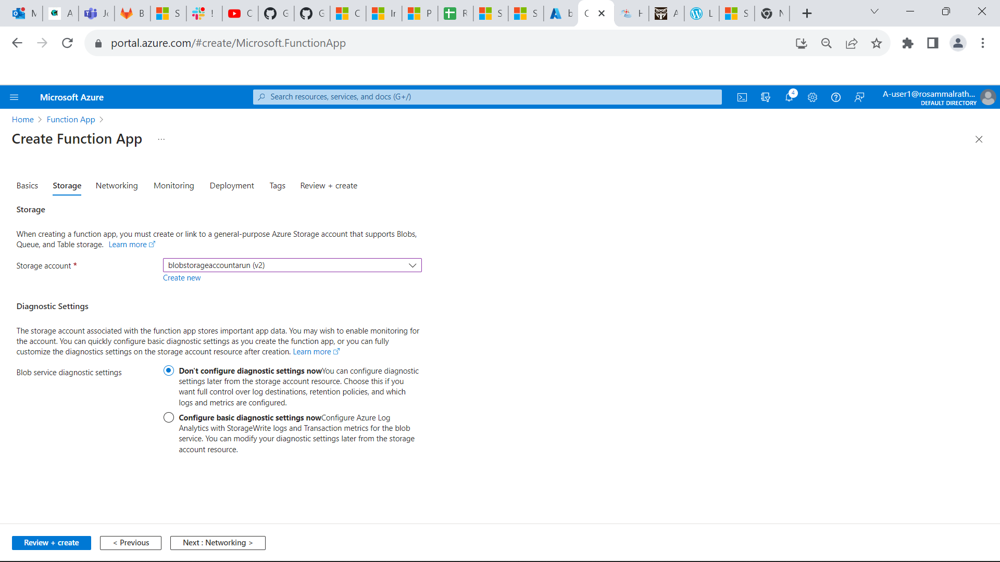 portal.azure.com/#create/Microsoft.FunctionApp
Microsoft Azure
Search resources, services, and docs (G+/)
4
A-user1@rosammalrath...
DEFAULT DIRECTORY
Home > Function App >
Create Function App ...
Basics Storage Networking Monitoring Deployment Tags Review + create
Storage
When creating a function app, you must create or link to a general-purpose Azure Storage account that supports Blobs,
Queue, and Table storage. Learn more
Storage account *
blobstorageaccountarun (v2)
Create new
Diagnostic Settings
The storage account associated with the function app stores important app data. You may wish to enable monitoring for
the account. You can quickly configure basic diagnostic settings as you create the function app, or you can fully
customize the diagnostics settings on the storage account resource after creation. Learn more
Blob service diagnostic settings
Don't configure diagnostic settings nowYou can configure diagnostic
settings later from the storage account resource. Choose this if you
want full control over log destinations, retention policies, and which
logs and metrics are configured.
Configure basic diagnostic settings nowConfigure Azure Log
Analytics with StorageWrite logs and Transaction metrics for the blob
service. You can modify your diagnostic settings later from the storage
account resource.
Review + create
< Previous
Next : Networking >